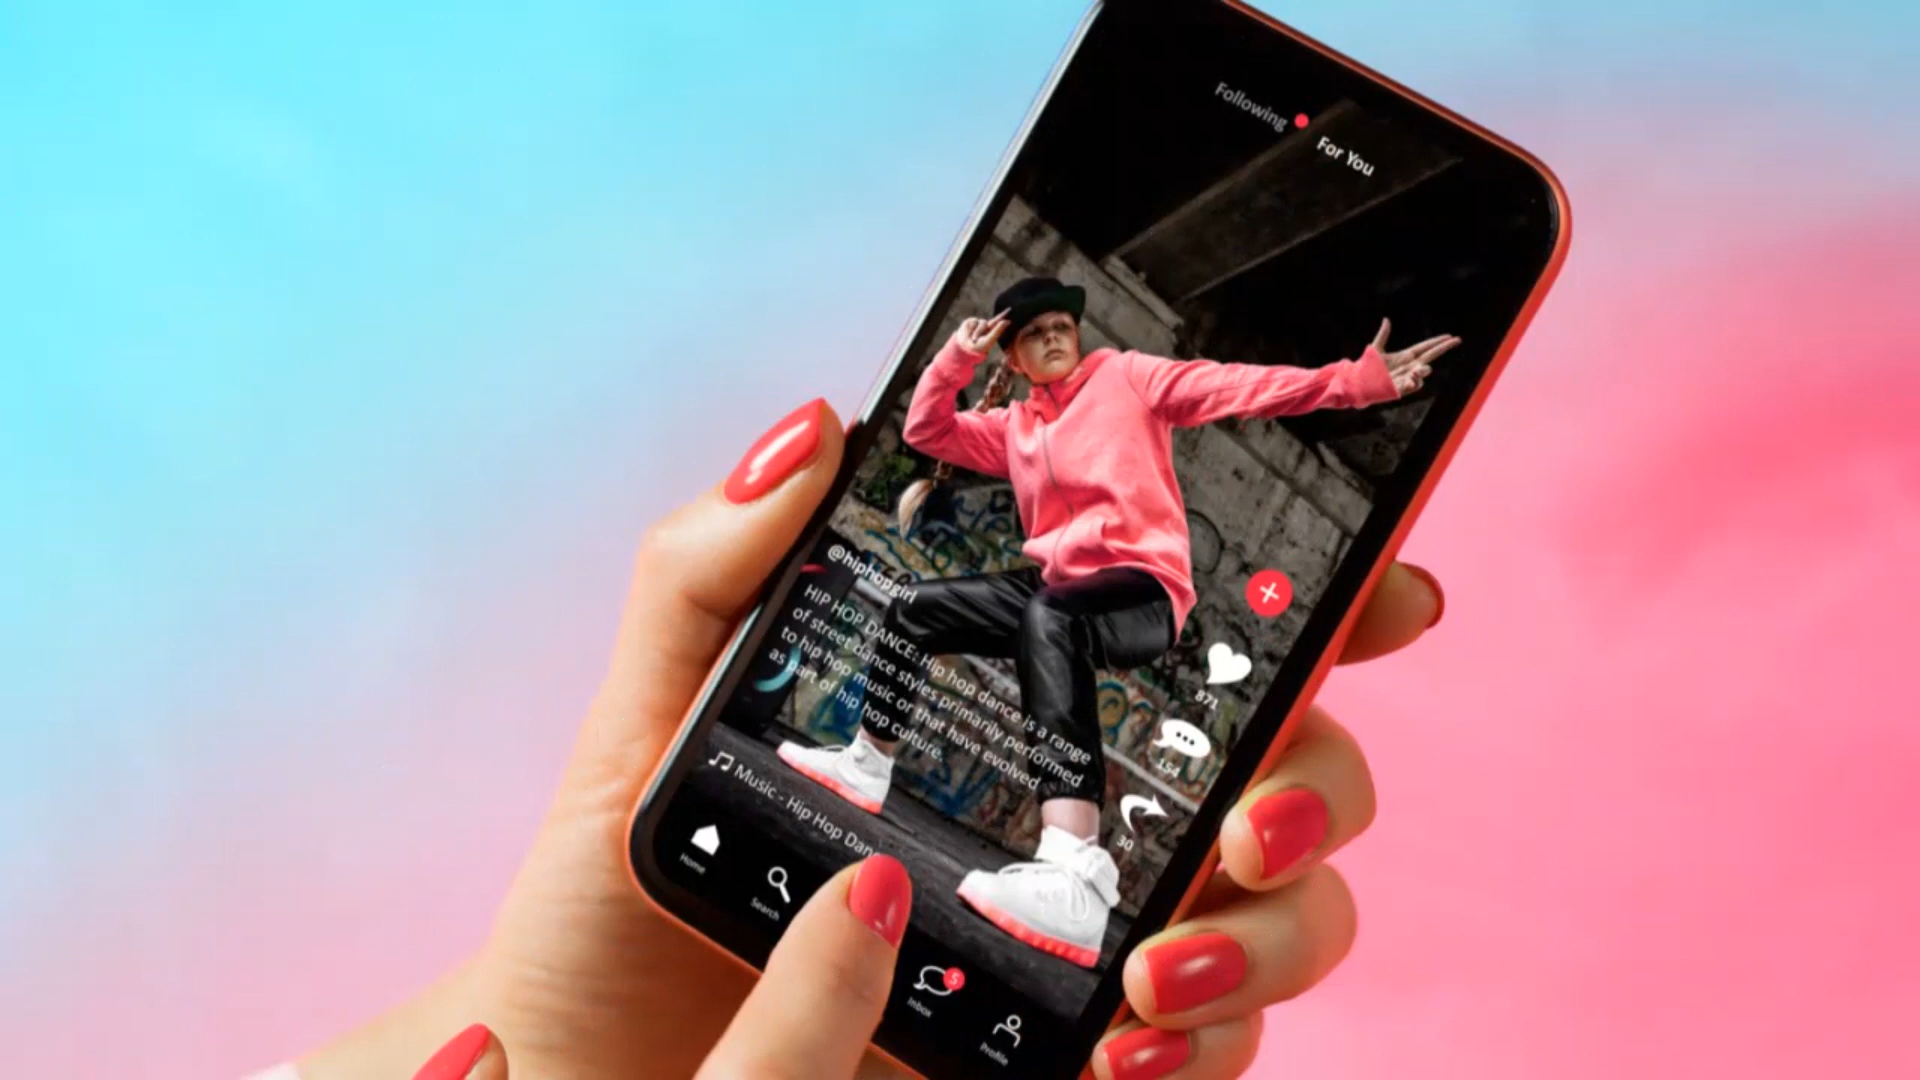 Following
For You
@hiphopgirl
HIP HOP DANCE: Hip hop dance is a range
of street dance styles primarily performed
to hip hop music or that have evolved
as part of hip hop culture.
Music - Hip Hop Dan
871
154
30
Home
Search
5
Inbox
Profile